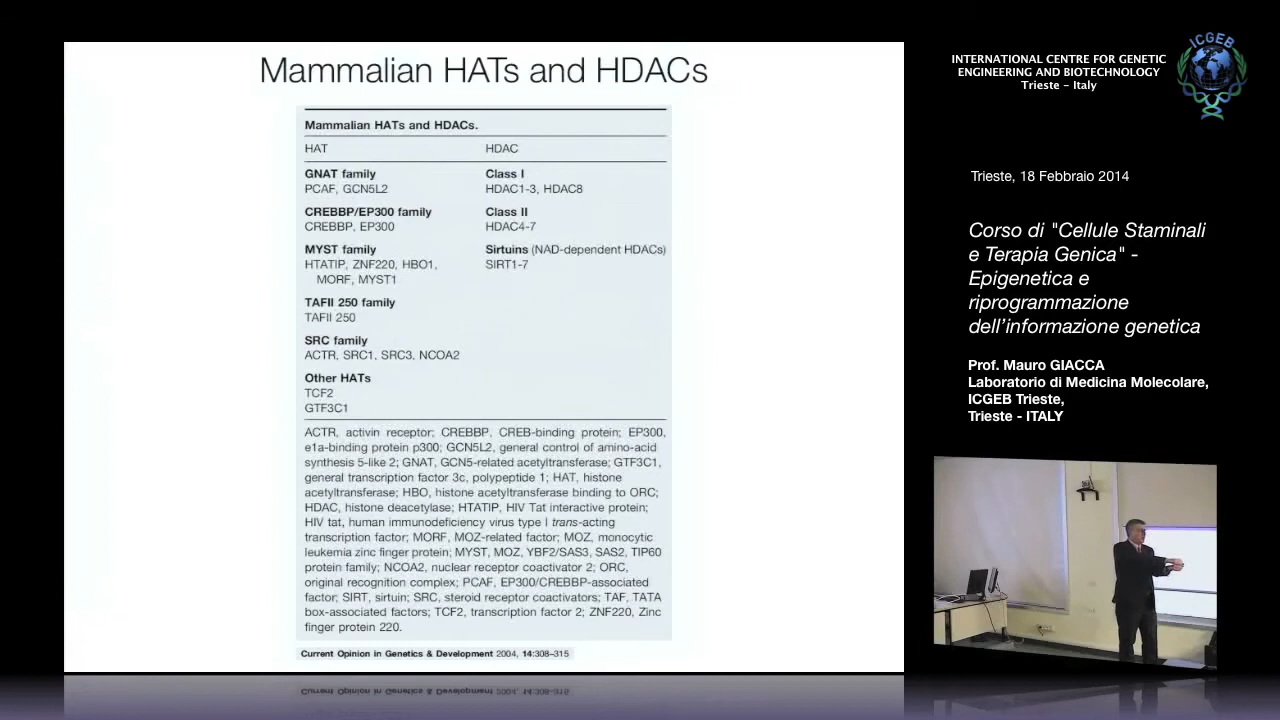 Mammalian HATs and HDACs
Mammalian HATs and HDACs.
HAT HDAC
GNAT family Class I
PCAF, GCN5L2 HDAC1-3, HDAC8
CREBBP/EP300 family Class II
CREBBP, EP300 HDAC4-7
MYST family Sirtuins (NAD-dependent HDACs)
HTATIP, ZNF220, HBO1, SIRT1-7
MORF, MYST1
TAFII 250 family
TAFII 250
SRC family
ACTR, SRC1, SRC3, NCOA2
Other HATs
TCF2
GTF3C1
ACTR, activin receptor; CREBBP, CREB-binding protein; EP300,
e1a-binding protein p300; GCN5L2, general control of amino-acid
synthesis 5-like 2; GNAT, GCN5-related acetyltransferase; GTF3C1,
general transcription factor 3c, polypeptide 1; HAT, histone
acetyltransferase; HBO, histone acetyltransferase binding to ORC;
HDAC, histone deacetylase; HTATIP, HIV Tat interactive protein;
HIV tat, human immunodeficiency virus type I trans-acting
transcription factor; MORF, MOZ-related factor; MOZ, monocytic
leukemia zinc finger protein; MYST, MOZ, YBF2/SAS3, SAS2, TIP60
protein family; NCOA2, nuclear receptor coactivator 2; ORC,
original recognition complex; PCAF, EP300/CREBBP-associated
factor; SIRT, sirtuin; SRC, steroid receptor coactivators; TAF, TATA
box-associated factors; TCF2, transcription factor 2; ZNF220, Zinc
finger protein 220.
Current Opinion in Genetics & Development 2004, 14:308–315
INTERNATIONAL CENTRE FOR GENETIC
ENGINEERING AND BIOTECHNOLOGY
Trieste – Italy
ICGEB
Trieste, 18 Febbraio 2014
Corso di "Cellule Staminali
e Terapia Genica" -
Epigenetica e
riprogrammazione
dell'informazione genetica
Prof. Mauro GIACCA
Laboratorio di Medicina Molecolare,
ICGEB Trieste,
Trieste - ITALY